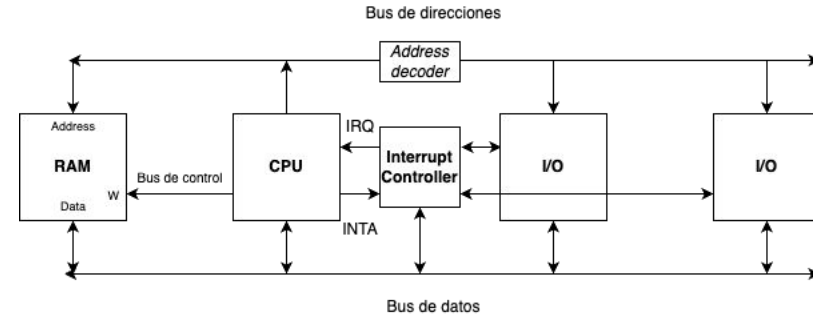 Bus de direcciones
Address
decoder
Address
RAM
W
Data
Bus de control
CPU
IRQ
INTA
Interrupt
Controller
I/O
I/O
Bus de datos